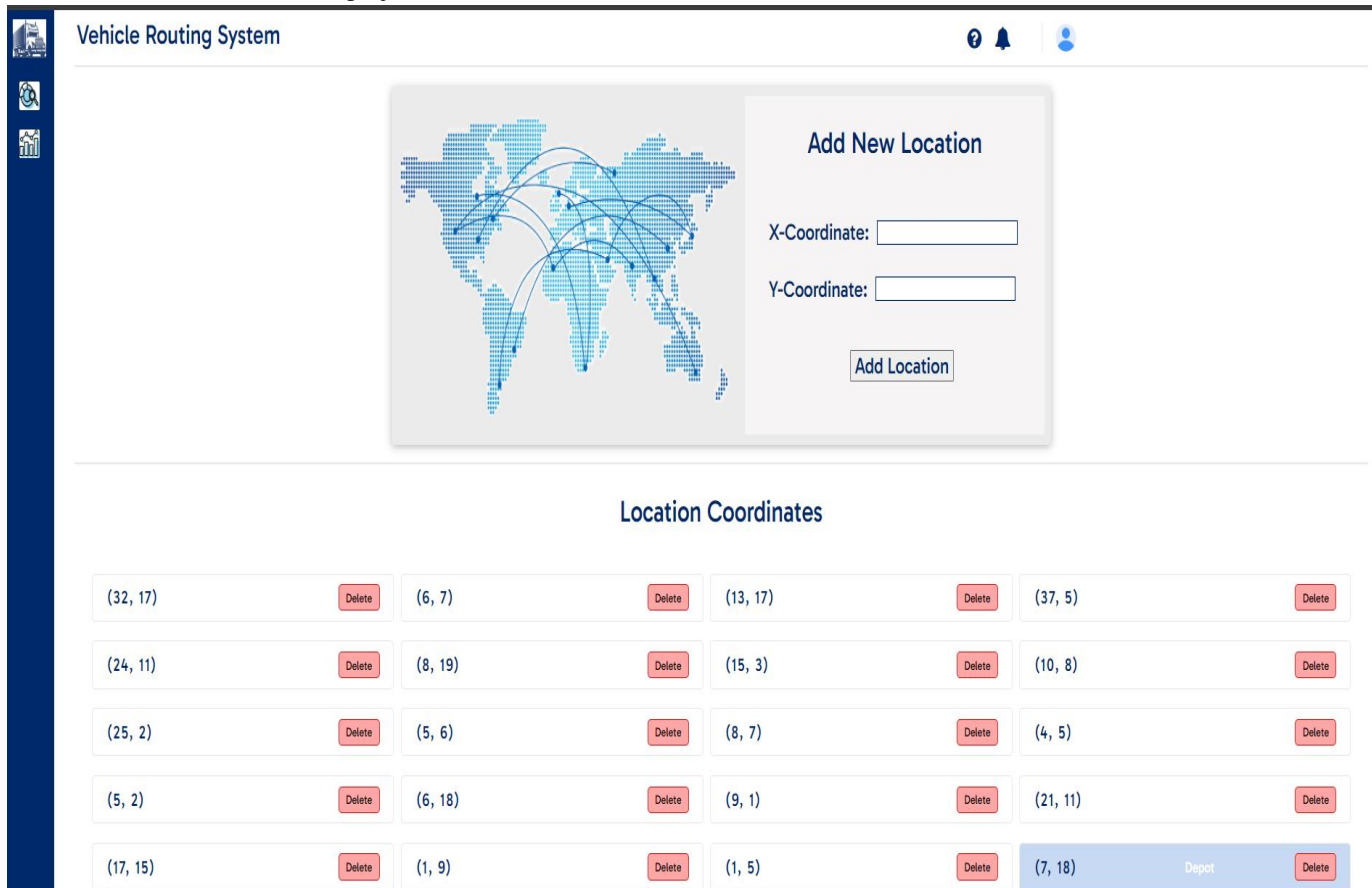 Vehicle Routing System
Add New Location
X-Coordinate:
Y-Coordinate:
Add Location
Location Coordinates
(32, 17) Delete (6, 7) Delete (13, 17) Delete (37, 5) Delete
(24, 11) Delete (8, 19) Delete (15, 3) Delete (10, 8) Delete
(25, 2) Delete (5, 6) Delete (8, 7) Delete (4, 5) Delete
(5, 2) Delete (6, 18) Delete (9, 1) Delete (21, 11) Delete
(17, 15) Delete (1, 9) Delete (1, 5) Delete (7, 18) Depot Delete